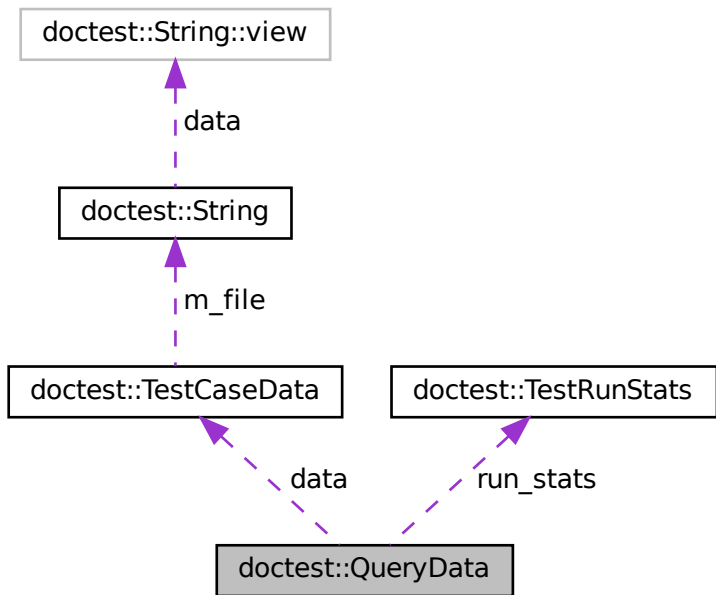 doctest::String::view
data
doctest::String
m_file
doctest::TestCaseData
doctest::TestRunStats
data
run_stats
doctest::QueryData